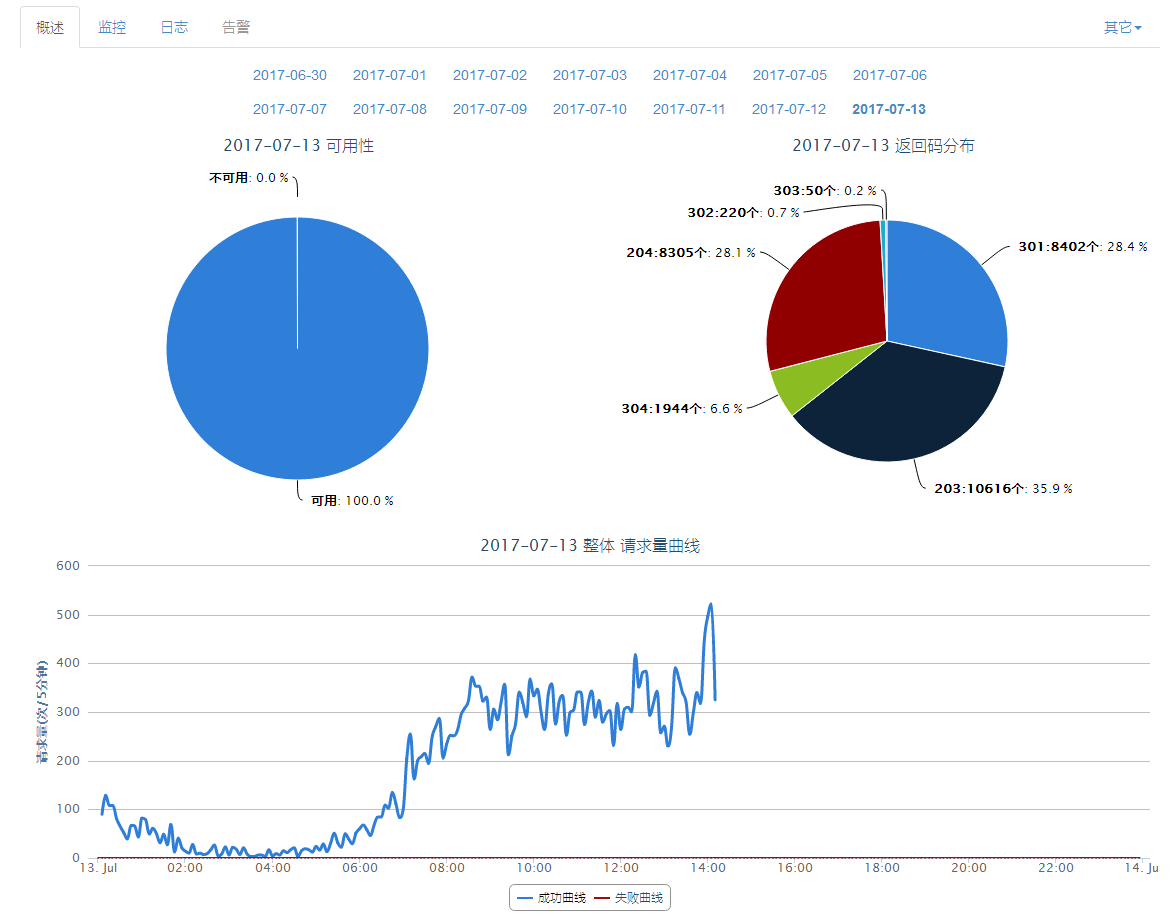 概述 监控 日志 告警 其它
2017-06-30 2017-07-01 2017-07-02 2017-07-03 2017-07-04 2017-07-05 2017-07-06
2017-07-07 2017-07-08 2017-07-09 2017-07-10 2017-07-11 2017-07-12 2017-07-13
2017-07-13 可用性
不可用: 0.0 %
可用: 100.0 %
2017-07-13 返回码分布
303:50个: 0.2 %
302:220个: 0.7 %
204:8305个: 28.1 %
301:8402个: 28.4 %
304:1944个: 6.6 %
203:10616个: 35.9 %
2017-07-13 整体 请求量曲线
请求量(次/5分钟)
600
500
400
300
200
100
0
13. Jul 02:00 04:00 06:00 08:00 10:00 12:00 14:00 16:00 18:00 20:00 22:00 14. Ju
成功曲线 失败曲线